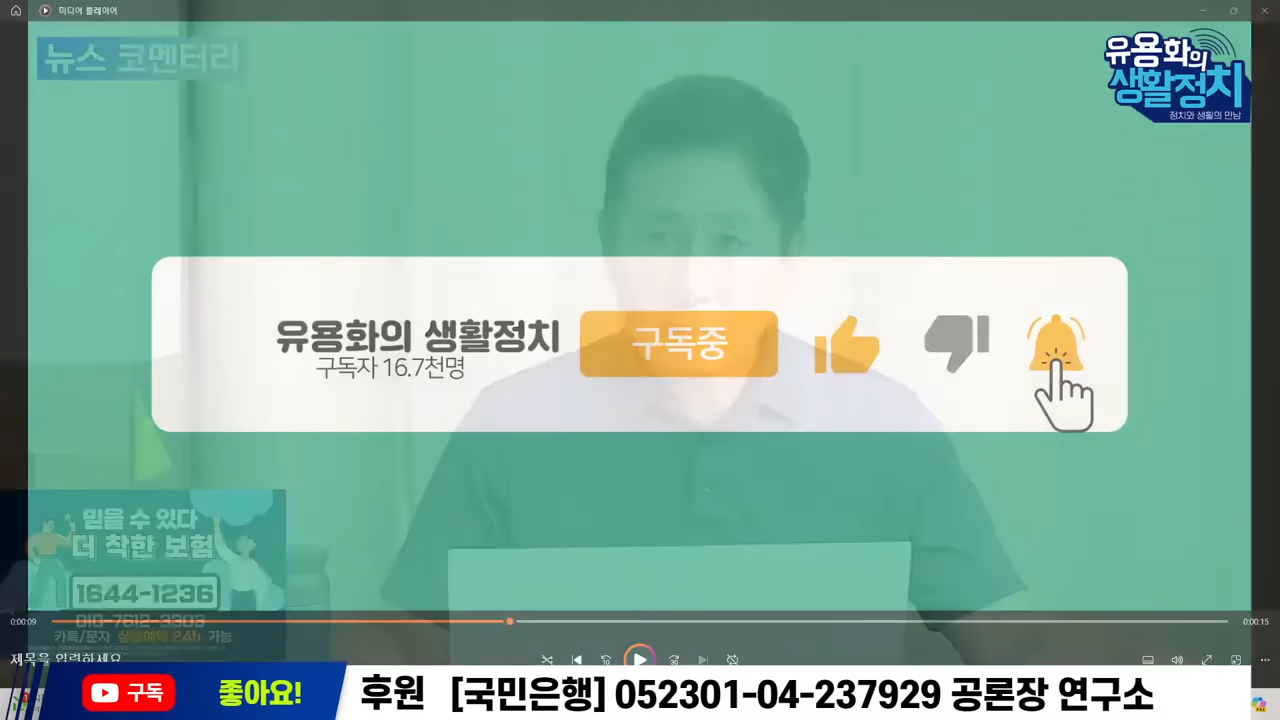 미디어 플레이어
뉴스 코멘터리
유용화의
생활정치
정치와 생활의 만남
유용화의 생활정치
구독중
구독자 16.7천명
믿을 수 있다
더 착한 보험
1644-1236
010-7612-3303
카톡/문자 실문예약 24h 가능
0:00:09
0:00:15
제목을 입력하세요
구독
좋아요!
후원 [국민은행] 052301-04-237929 공론장 연구소